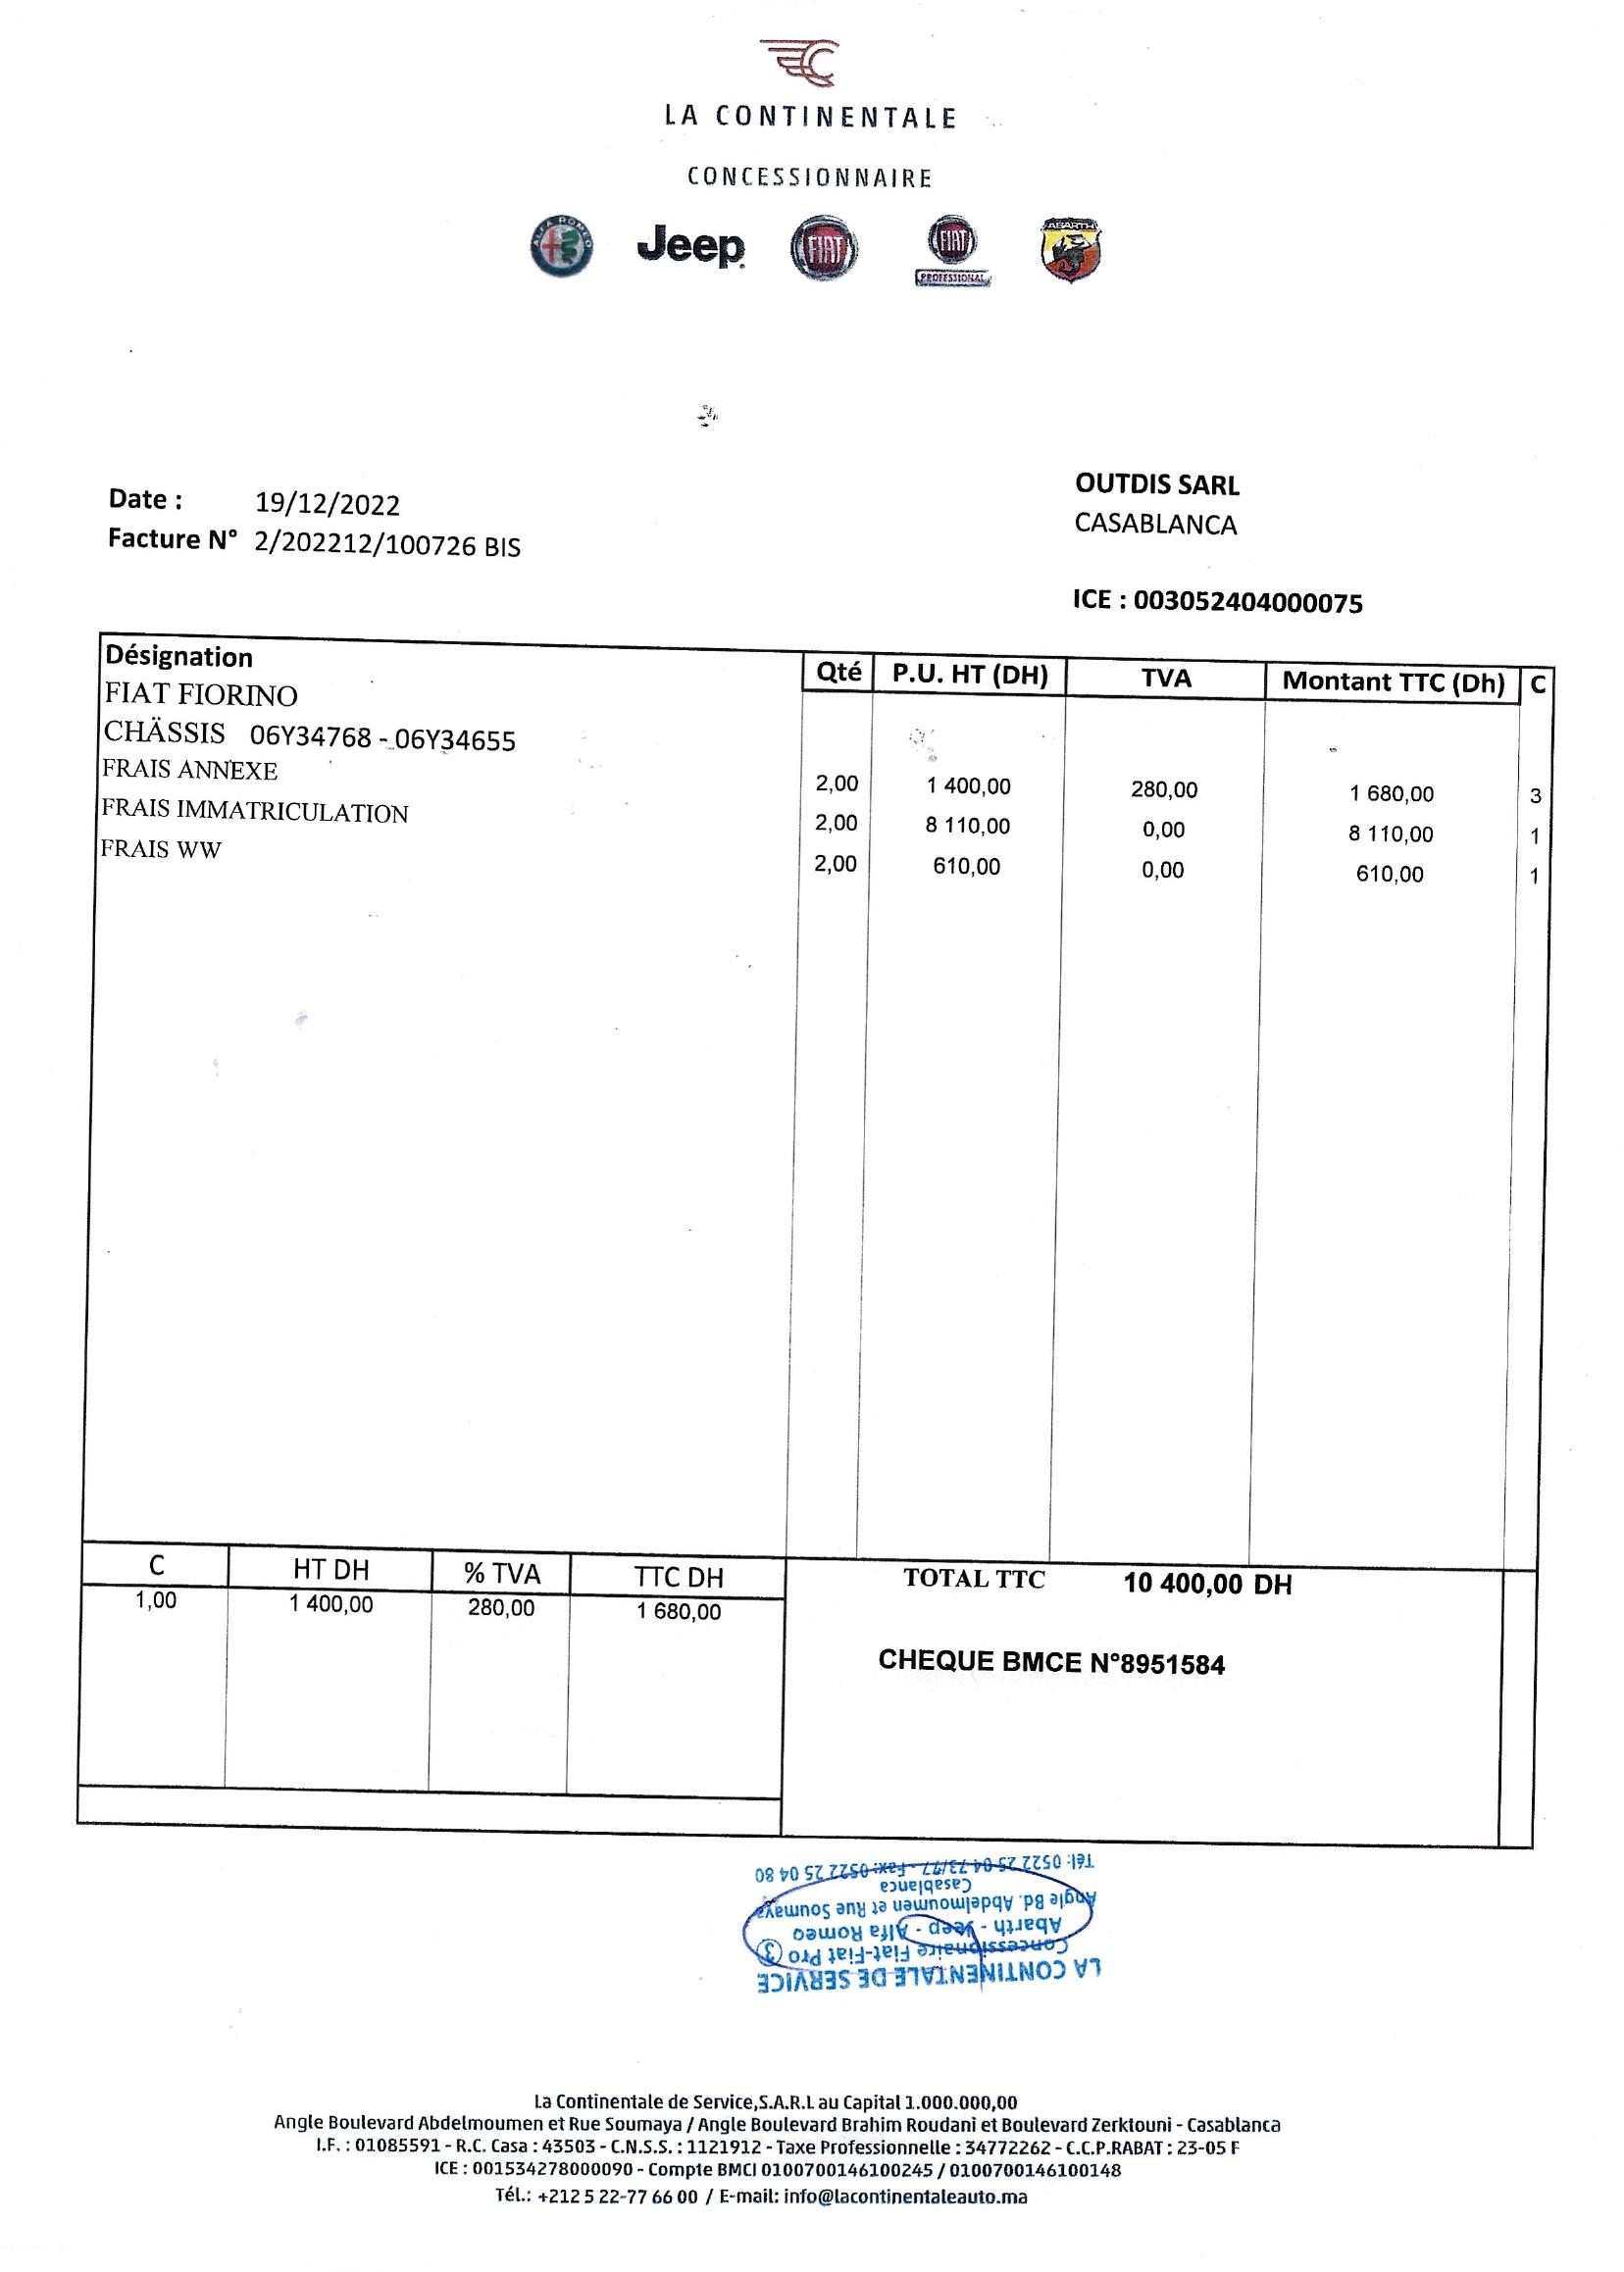 LA CONTINENTALE
CONCESSIONNAIRE
ALFA ROMEO Jeep FIAT FIAT PROFESSIONAL ABARTH
Date : 19/12/2022
Facture N° 2/202212/100726 BIS
OUTDIS SARL
CASABLANCA
ICE : 003052404000075
Désignation Qté P.U. HT (DH) TVA Montant TTC (Dh) C
FIAT FIORINO
CHÄSSIS 06Y34768 - 06Y34655
FRAIS ANNEXE 2,00 1 400,00 280,00 1 680,00 3
FRAIS IMMATRICULATION 2,00 8 110,00 0,00 8 110,00 1
FRAIS WW 2,00 610,00 0,00 610,00 1
C HT DH % TVA TTC DH
1,00 1 400,00 280,00 1 680,00
TOTAL TTC 10 400,00 DH
CHEQUE BMCE N°8951584
LA CONTINENTALE DE SERVICE
Concessionnaire Fiat-Fiat Pro 3
Abarth - Jeep - Alfa Romeo
Angle Bd. Abdelmoumen et Rue Soumaya
Casablanca
Tél: 0522 25 04 73/77 - Fax: 0522 25 04 80
La Continentale de Service,S.A.R.L au Capital 1.000.000,00
Angle Boulevard Abdelmoumen et Rue Soumaya / Angle Boulevard Brahim Roudani et Boulevard Zerktouni - Casablanca
I.F. : 01085591 - R.C. Casa : 43503 - C.N.S.S. : 1121912 - Taxe Professionnelle : 34772262 - C.C.P.RABAT : 23-05 F
ICE : 001534278000090 - Compte BMCI 0100700146100245 / 0100700146100148
Tél.: +212 5 22-77 66 00 / E-mail: info@lacontinentaleauto.ma